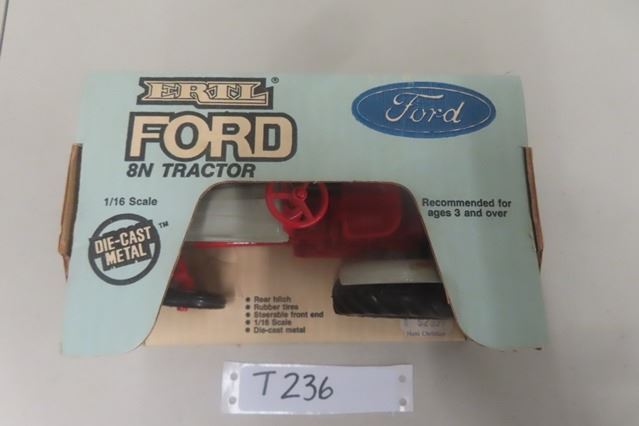 ERTL®
FORD
8N TRACTOR
Ford
1/16 Scale
Recommended for
ages 3 and over
DIE-CAST
METAL
TM
• Rear hitch
• Rubber tires
• Steerable front end
• 1/16 Scale
• Die-cast metal
T 236